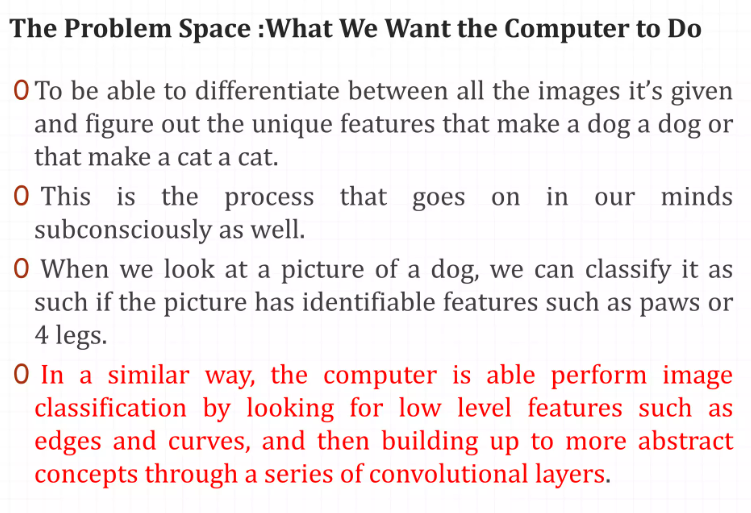 The Problem Space :What We Want the Computer to Do
O To be able to differentiate between all the images it's given
and figure out the unique features that make a dog a dog or
that make a cat a cat.
O This is the process that goes on in our minds
subconsciously as well.
O When we look at a picture of a dog, we can classify it as
such if the picture has identifiable features such as paws or
4 legs.
O In a similar way, the computer is able perform image
classification by looking for low level features such as
edges and curves, and then building up to more abstract
concepts through a series of convolutional layers.